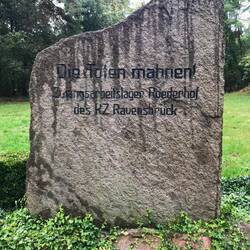 Die Toten mahnen!
Zwangsarbeitslager Roederhof
des KZ Ravensbrück